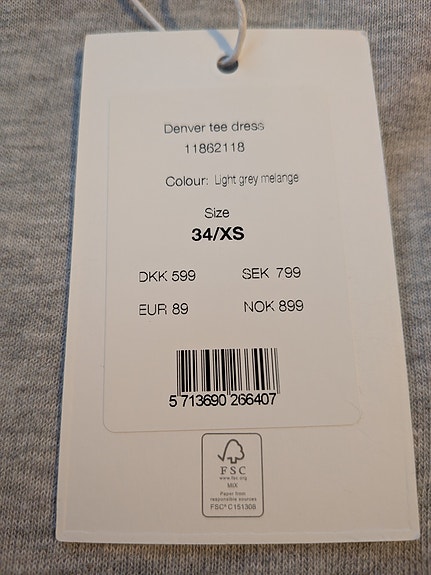 Denver tee dress
11862118
Colour: Light grey melange
Size
34/XS
DKK 599 SEK 799
EUR 89 NOK 899
5 713690 266407
FSC
www.fsc.org
MIX
Paper from
responsible sources
FSC® C151308